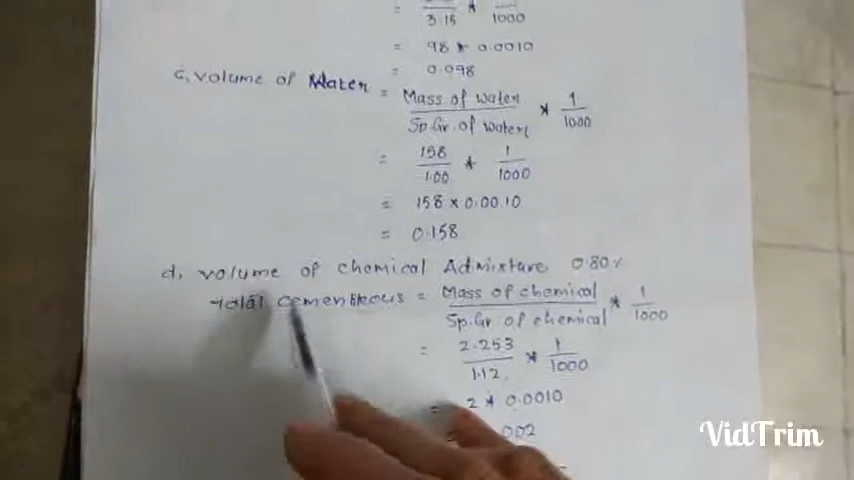 = 3.15 * 1000
= 98 * 0.0010
= 0.098
c, volume of Water = Mass of water / Sp.Gr. of water * 1/1000
= 158/1.00 * 1/1000
= 158 x 0.0010
= 0.158
d, volume of chemical Admixture 0.80%
Total cementeous = Mass of chemical / Sp.Gr of chemical * 1/1000
= 2.253/1.12 * 1/1000
= 2 * 0.0010
002
VidTrim